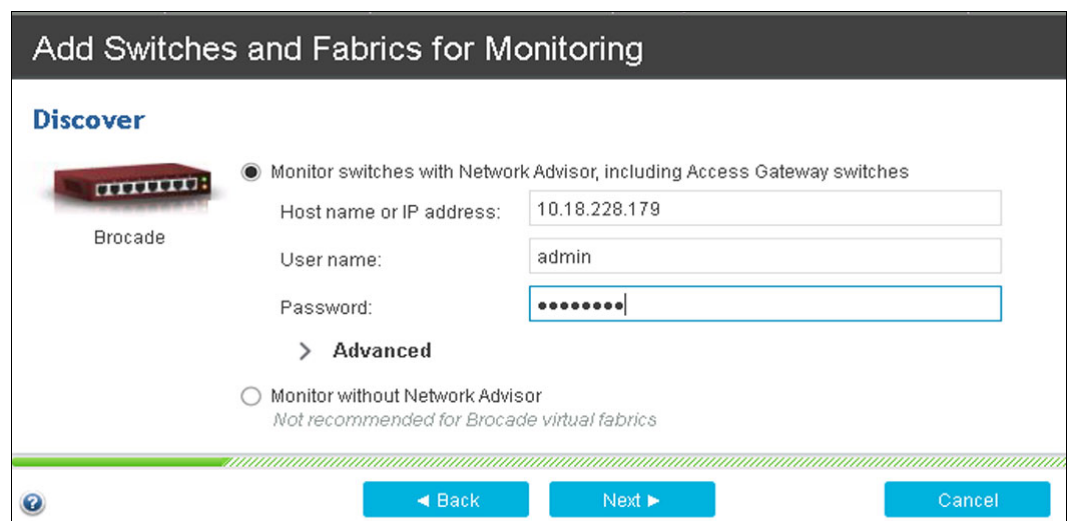 Add Switches and Fabrics for Monitoring
Discover
Monitor switches with Network Advisor, including Access Gateway switches
Host name or IP address: 10.18.228.179
Brocade
User name: admin
Password: ●●●●●●●●
> Advanced
Monitor without Network Advisor
Not recommended for Brocade virtual fabrics
? ◄ Back Next ► Cancel